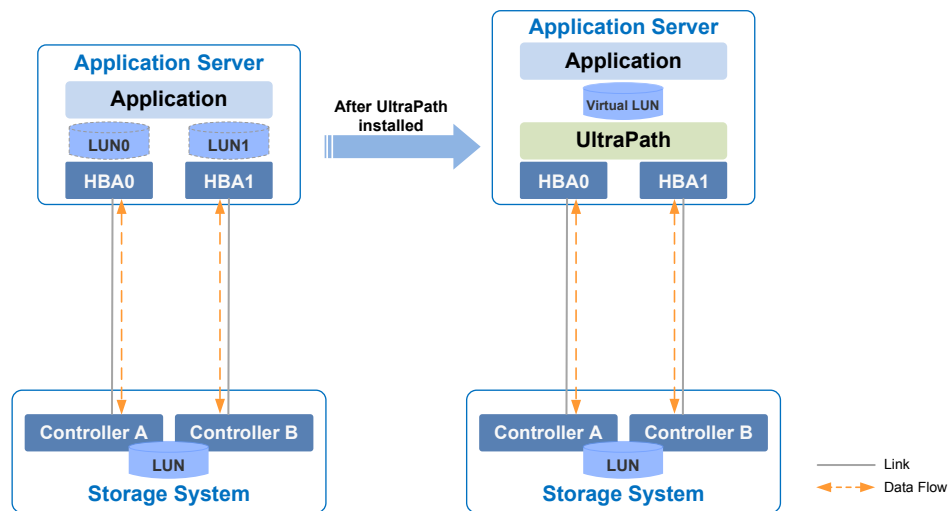 Application Server
Application
LUN0
LUN1
HBA0
HBA1
Controller A
Controller B
LUN
Storage System
After UltraPath
installed
Application Server
Application
Virtual LUN
UltraPath
HBA0
HBA1
Controller A
Controller B
LUN
Storage System
Link
Data Flow